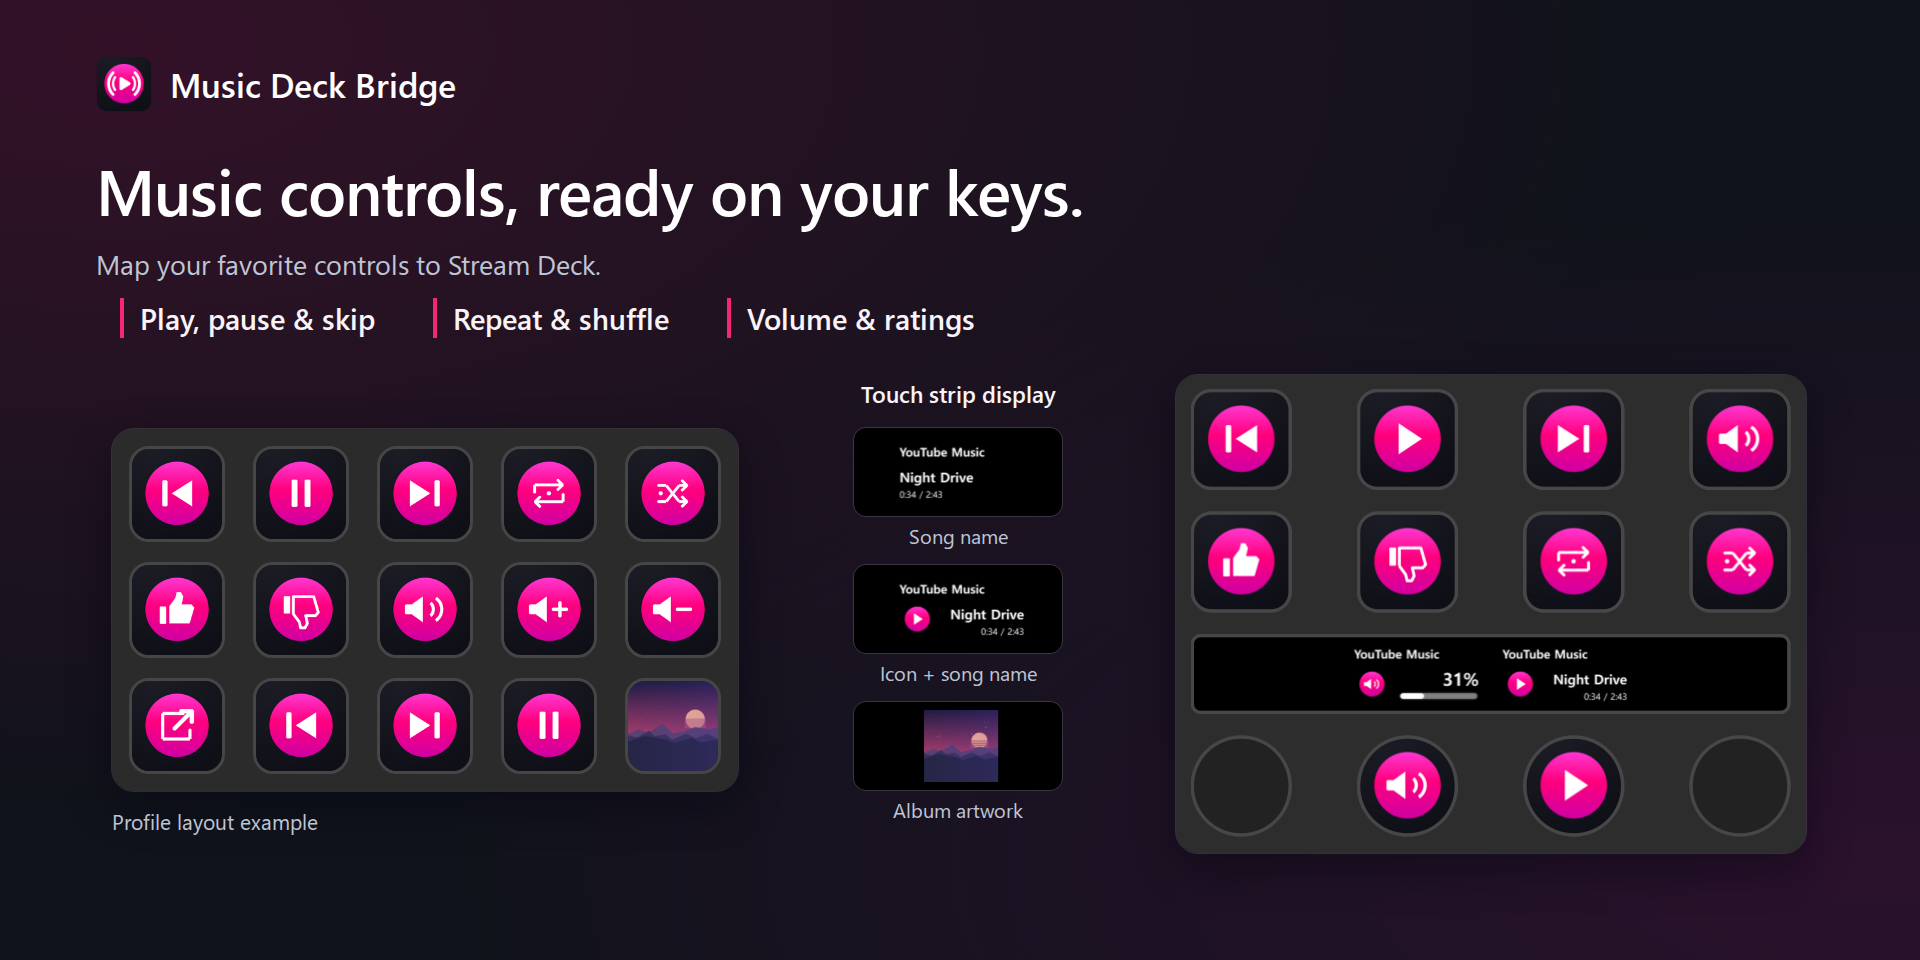 Music Deck Bridge
Music controls, ready on your keys.
Map your favorite controls to Stream Deck.
Play, pause & skip
Repeat & shuffle
Volume & ratings
Profile layout example
Touch strip display
YouTube Music
Night Drive
0:34 / 2:43
Song name
YouTube Music
Night Drive
0:34 / 2:43
Icon + song name
Album artwork
YouTube Music
31%
YouTube Music
Night Drive
0:34 / 2:43